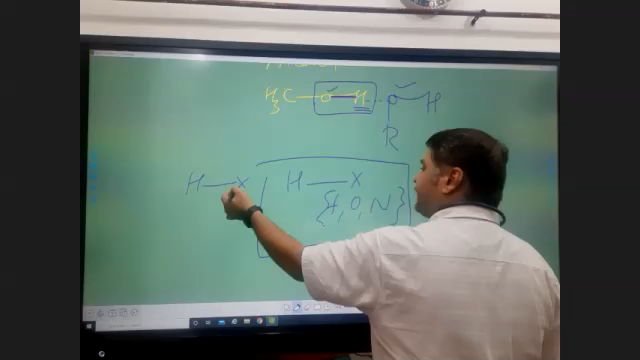 H₃C—O—H...O—H
R
H—X H—X
{F, O, N}